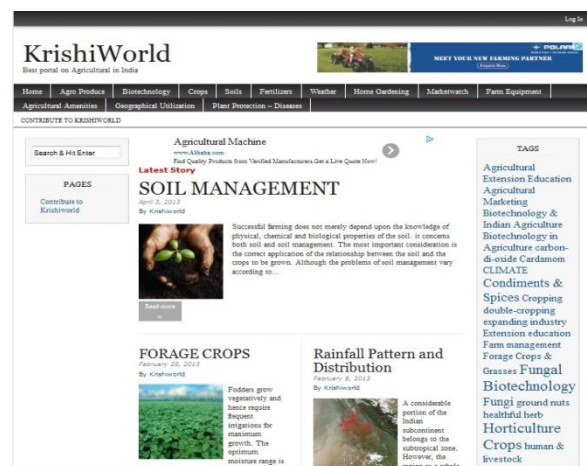 Log In
KrishiWorld
Best portal on Agricultural in India
POLARIS
MEET YOUR NEW FARMING PARTNER
Home Agro Produce Biotechnology Crops Soils Fertilizers Weather Home Gardening Marketwatch Farm Equipment
Agricultural Amenities Geographical Utilization Plant Protection – Diseases
CONTRIBUTE TO KRISHIWORLD
Search & Hit Enter
PAGES
Contribute to
Krishiworld
Agricultural Machine
www.Alibaba.com
Find Quality Products from Verified Manufacturers Get a Live Quote Now!
Latest Story
SOIL MANAGEMENT
April 3, 2013
By Krishiworld
Successful farming does not merely depend upon the knowledge of
physical, chemical and biological properties of the soil. it concerns
both soil and soil management. The most important consideration is
the correct application of the relationship between the soil and the
crops to be grown. Although the problems of soil management vary
according to...
Read more
»
FORAGE CROPS
February 28, 2013
By Krishiworld
Fodders grow
vegetatively and
hence require
frequent
irrigations for
maximum
growth. The
optimum
moisture range is
Rainfall Pattern and
Distribution
February 8, 2013
By Krishiworld
A considerable
portion of the
Indian
subcontinent
belongs to the
subtropical zone.
However, the
region as a whole
TAGS
Agricultural
Extension Education
Agricultural
Marketing
Biotechnology &
Indian Agriculture
Biotechnology in
Agriculture carbon-
di-oxide Cardamom
CLIMATE
Condiments &
Spices Cropping
double-cropping
expanding industry
Extension education
Farm management
Forage Crops &
Grasses Fungal
Biotechnology
Fungi ground nuts
healthful herb
Horticulture
Crops human &
livestock